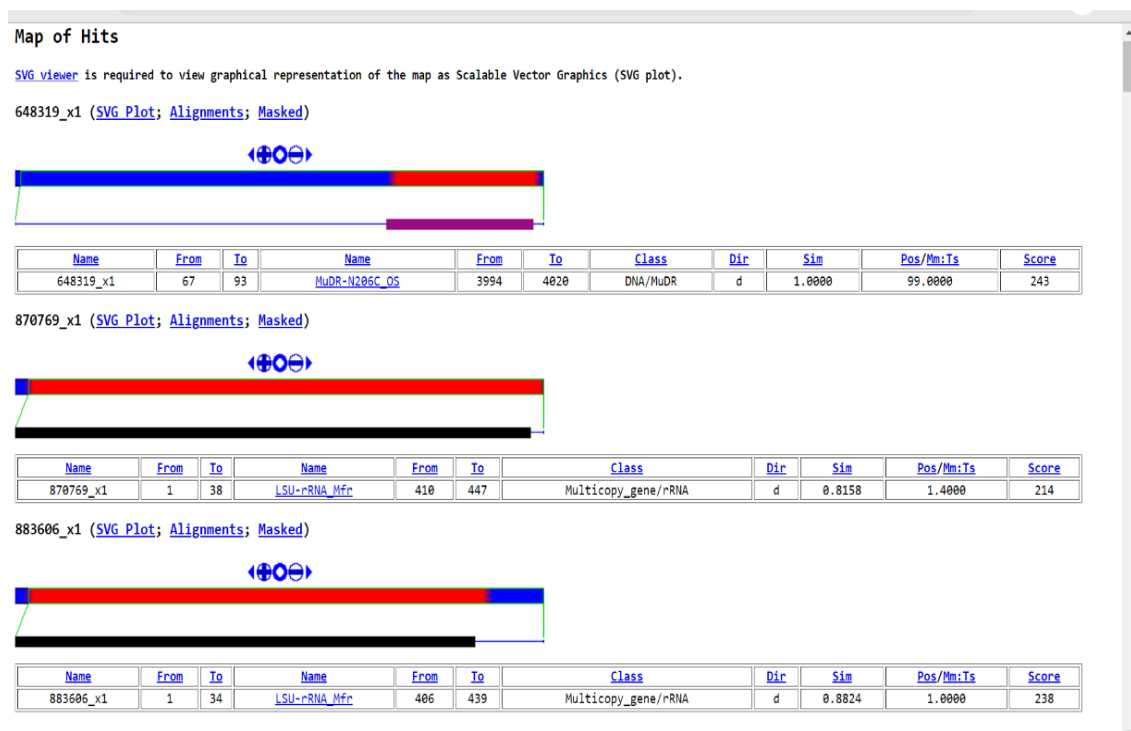 Map of Hits
SVG viewer is required to view graphical representation of the map as Scalable Vector Graphics (SVG plot).
648319_x1 (SVG Plot; Alignments; Masked)
Name From To Name From To Class Dir Sim Pos/Mm:Ts Score
648319_x1 67 93 MuDR-N206C_OS 3994 4020 DNA/MuDR d 1.0000 99.0000 243
870769_x1 (SVG Plot; Alignments; Masked)
Name From To Name From To Class Dir Sim Pos/Mm:Ts Score
870769_x1 1 38 LSU-rRNA_Mfr 410 447 Multicopy_gene/rRNA d 0.8158 1.4000 214
883606_x1 (SVG Plot; Alignments; Masked)
Name From To Name From To Class Dir Sim Pos/Mm:Ts Score
883606_x1 1 34 LSU-rRNA_Mfr 406 439 Multicopy_gene/rRNA d 0.8824 1.0000 238